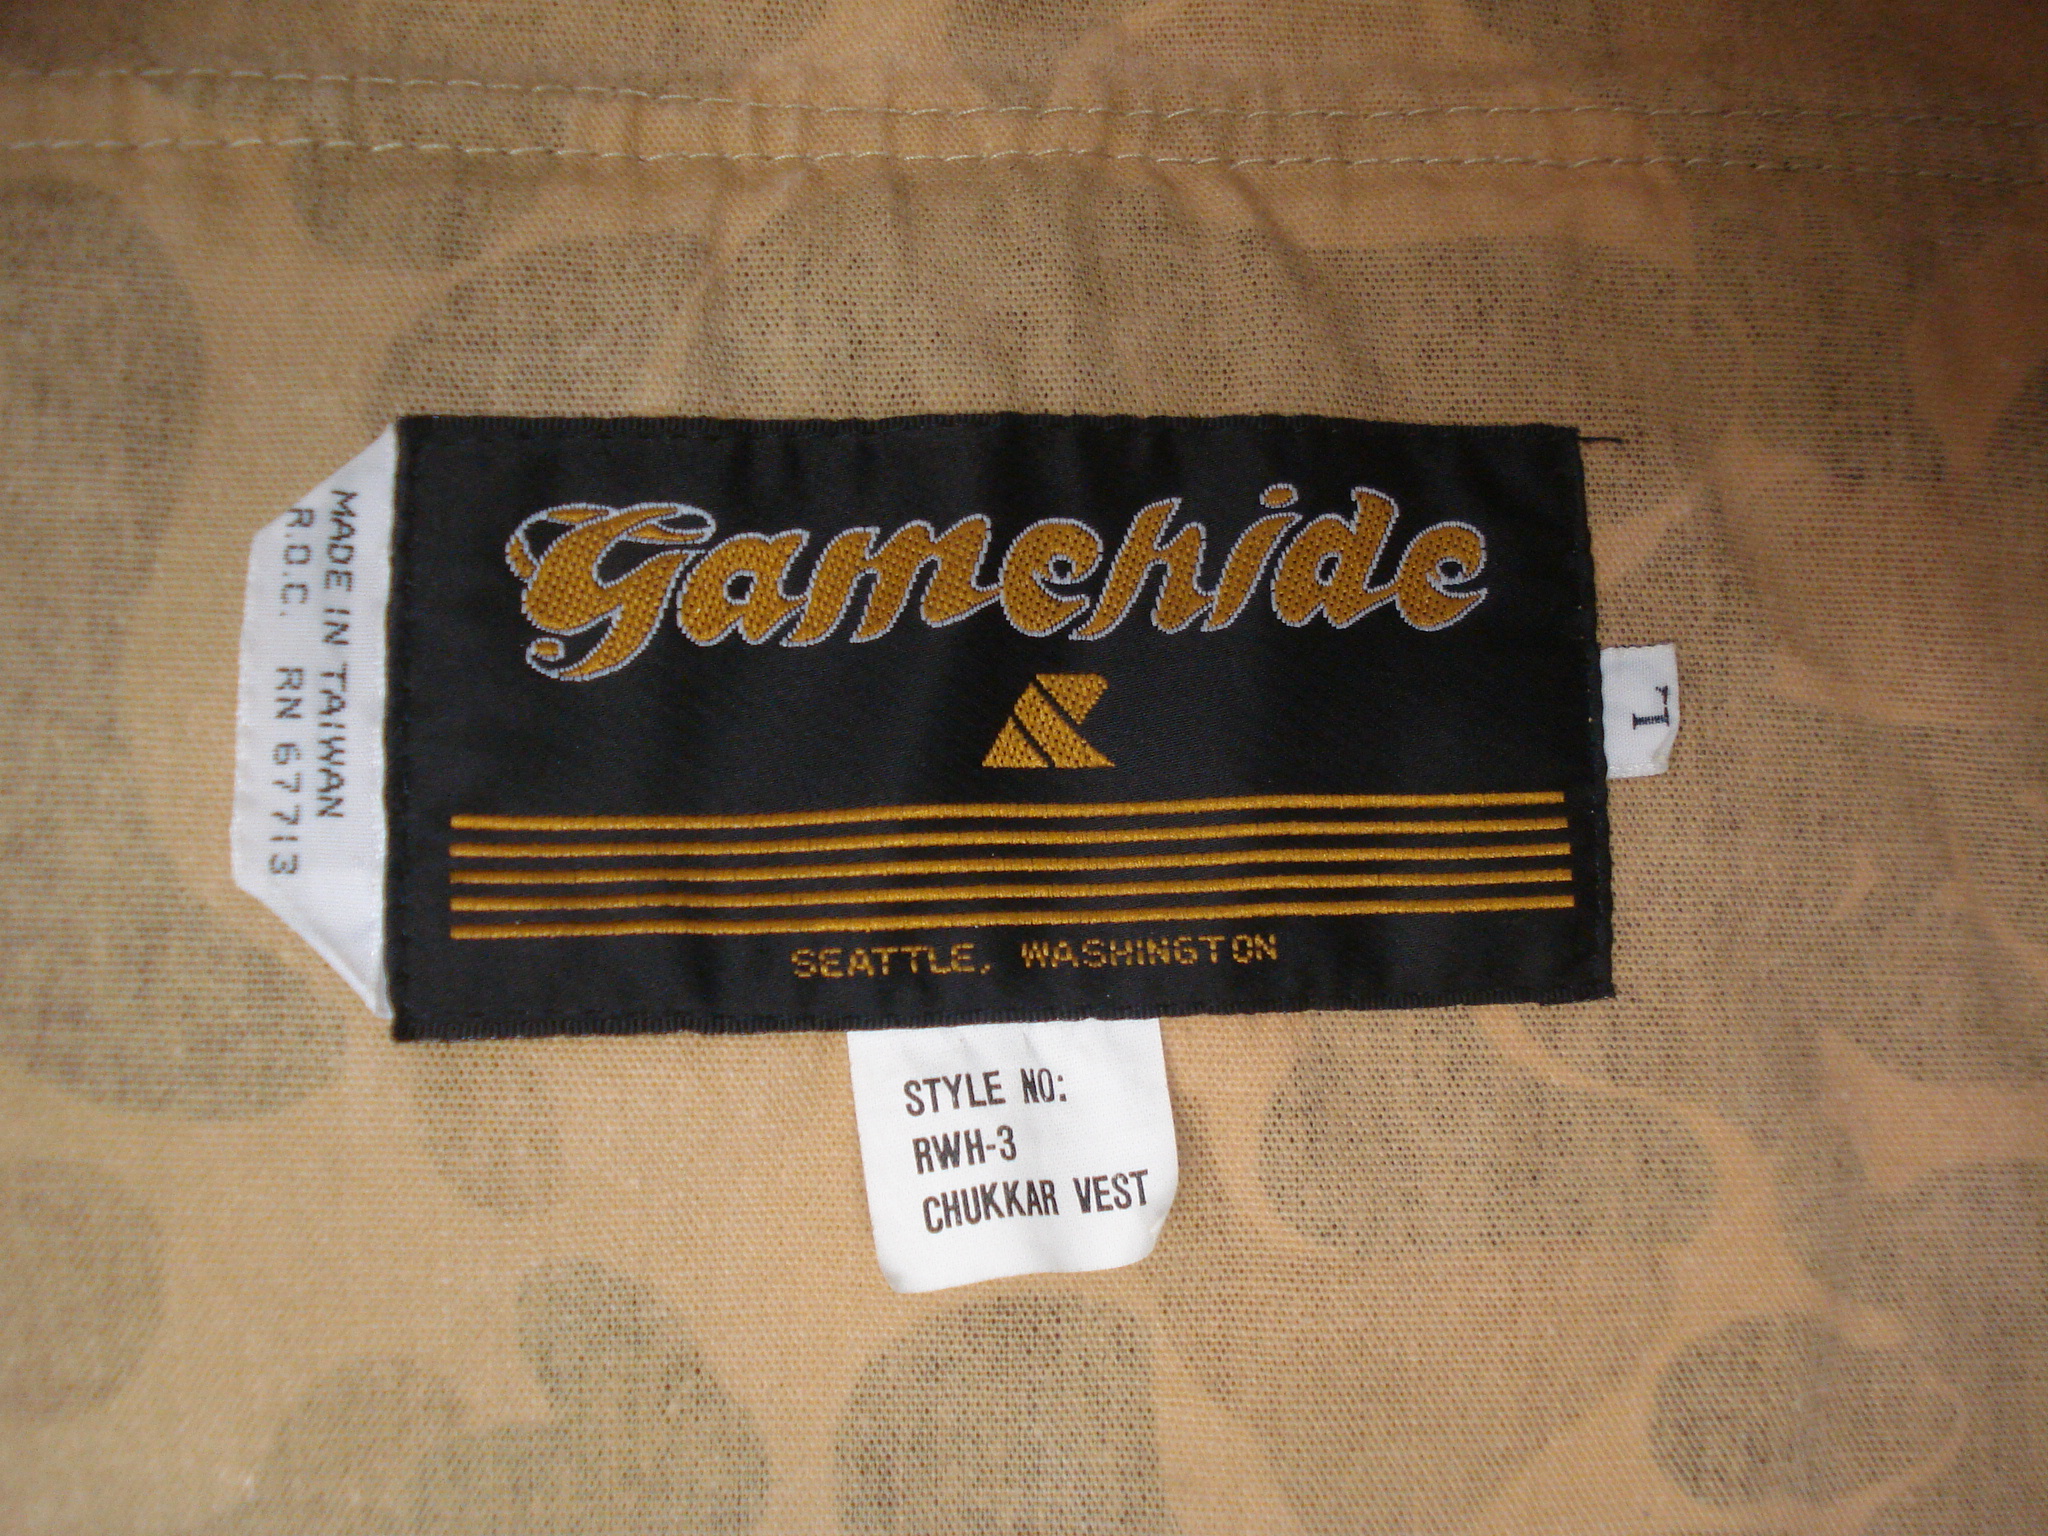 Gamehide
SEATTLE, WASHINGTON
MADE IN TAIWAN
R.O.C. RN 67713
L
STYLE NO:
RWH-3
CHUKKAR VEST